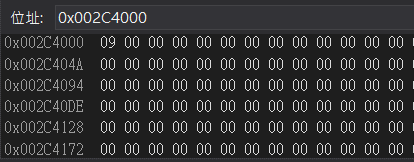 位址: 0x002C4000
0x002C4000 09 00 00 00 00 00 00 00 00 00 00 00 00
0x002C404A 00 00 00 00 00 00 00 00 00 00 00 00 00
0x002C4094 00 00 00 00 00 00 00 00 00 00 00 00 00
0x002C40DE 00 00 00 00 00 00 00 00 00 00 00 00 00
0x002C4128 00 00 00 00 00 00 00 00 00 00 00 00 00
0x002C4172 00 00 00 00 00 00 00 00 00 00 00 00 00